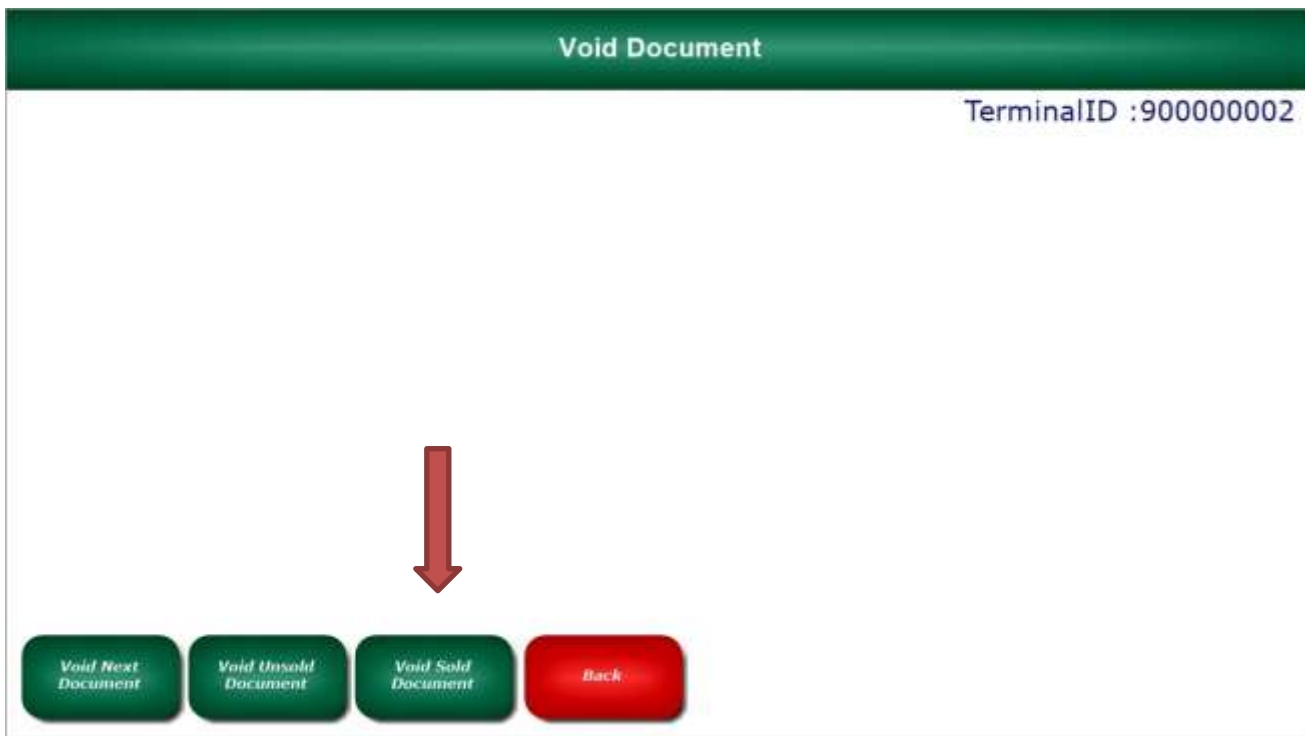 Void Document
TerminalID :900000002
Void Next
Document
Void Unsold
Document
Void Sold
Document
Back